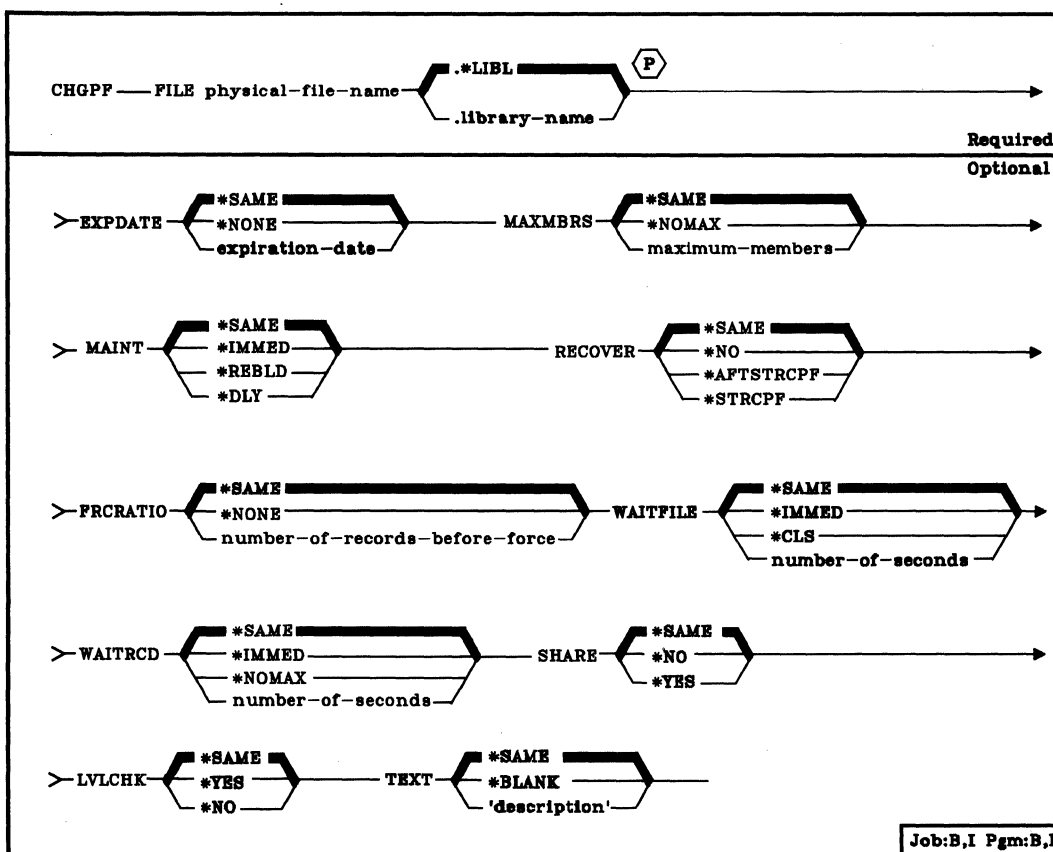 .*LIBL
P
CHGPF FILE physical-file-name
.library-name
Required
Optional
*SAME
*SAME
EXPDATE *NONE MAXMBRS *NOMAX
expiration-date maximum-members
*SAME *SAME
MAINT *IMMED RECOVER *NO
*REBLD *AFTSTRCPF
*DLY *STRCPF
*SAME *SAME
FRCRATIO *NONE WAITFILE *IMMED
number-of-records-before-force *CLS
number-of-seconds
*SAME *SAME
WAITRCD *IMMED SHARE *NO
*NOMAX *YES
number-of-seconds
*SAME *SAME
LVLCHK *YES TEXT *BLANK
*NO 'description'
Job:B,I Pgm:B,